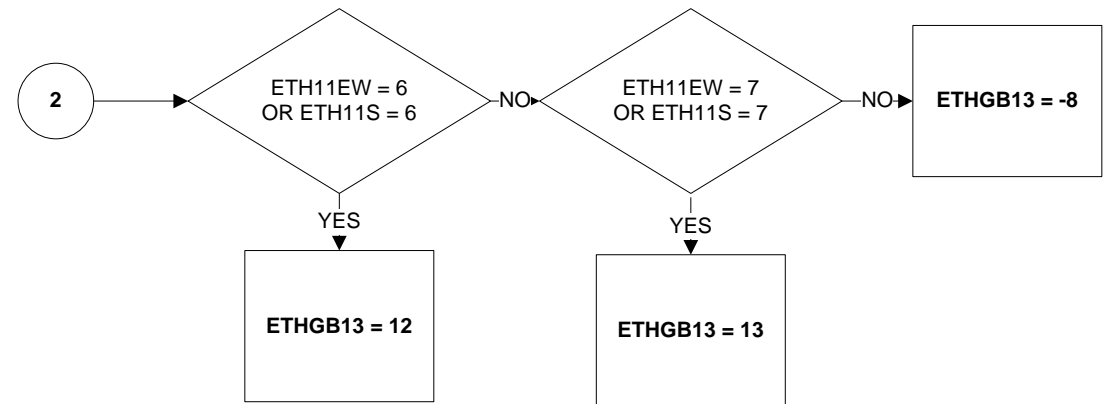 2
ETH11EW = 6
OR ETH11S = 6
NO
ETH11EW = 7
OR ETH11S = 7
NO
ETHGB13 = -8
YES
YES
ETHGB13 = 12
ETHGB13 = 13